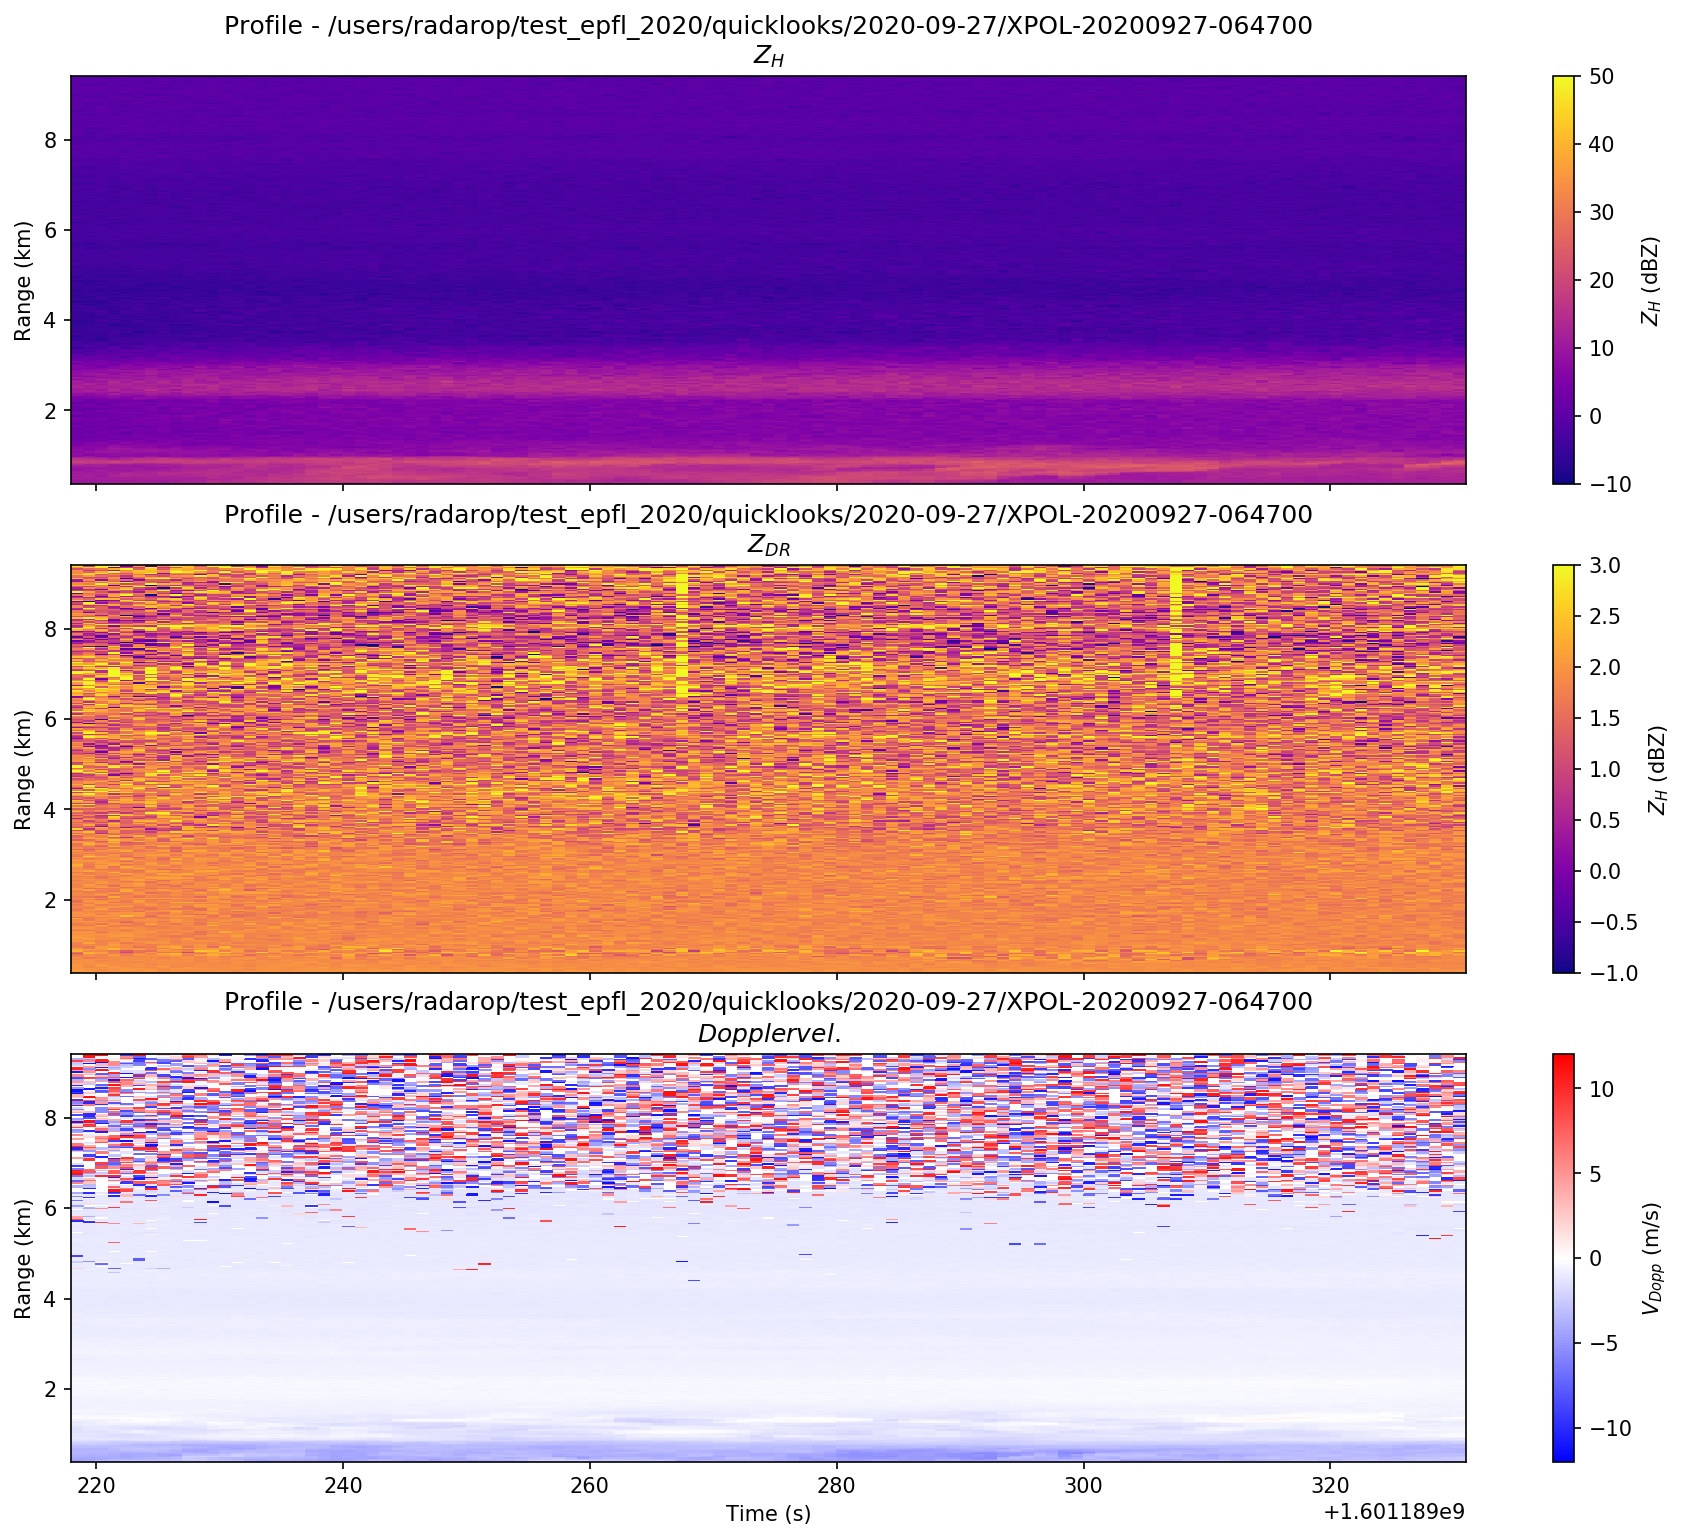 Profile - /users/radarop/test_epfl_2020/quicklooks/2020-09-27/XPOL-20200927-064700
Z_H
Range (km)
8
6
4
2
50
40
30
20
10
0
−10
Z_H (dBZ)
Profile - /users/radarop/test_epfl_2020/quicklooks/2020-09-27/XPOL-20200927-064700
Z_DR
Range (km)
8
6
4
2
3.0
2.5
2.0
1.5
1.0
0.5
0.0
−0.5
−1.0
Z_H (dBZ)
Profile - /users/radarop/test_epfl_2020/quicklooks/2020-09-27/XPOL-20200927-064700
Dopplervel.
Range (km)
8
6
4
2
10
5
0
−5
−10
V_Dopp (m/s)
220 240 260 280 300 320
Time (s)
+1.601189e9